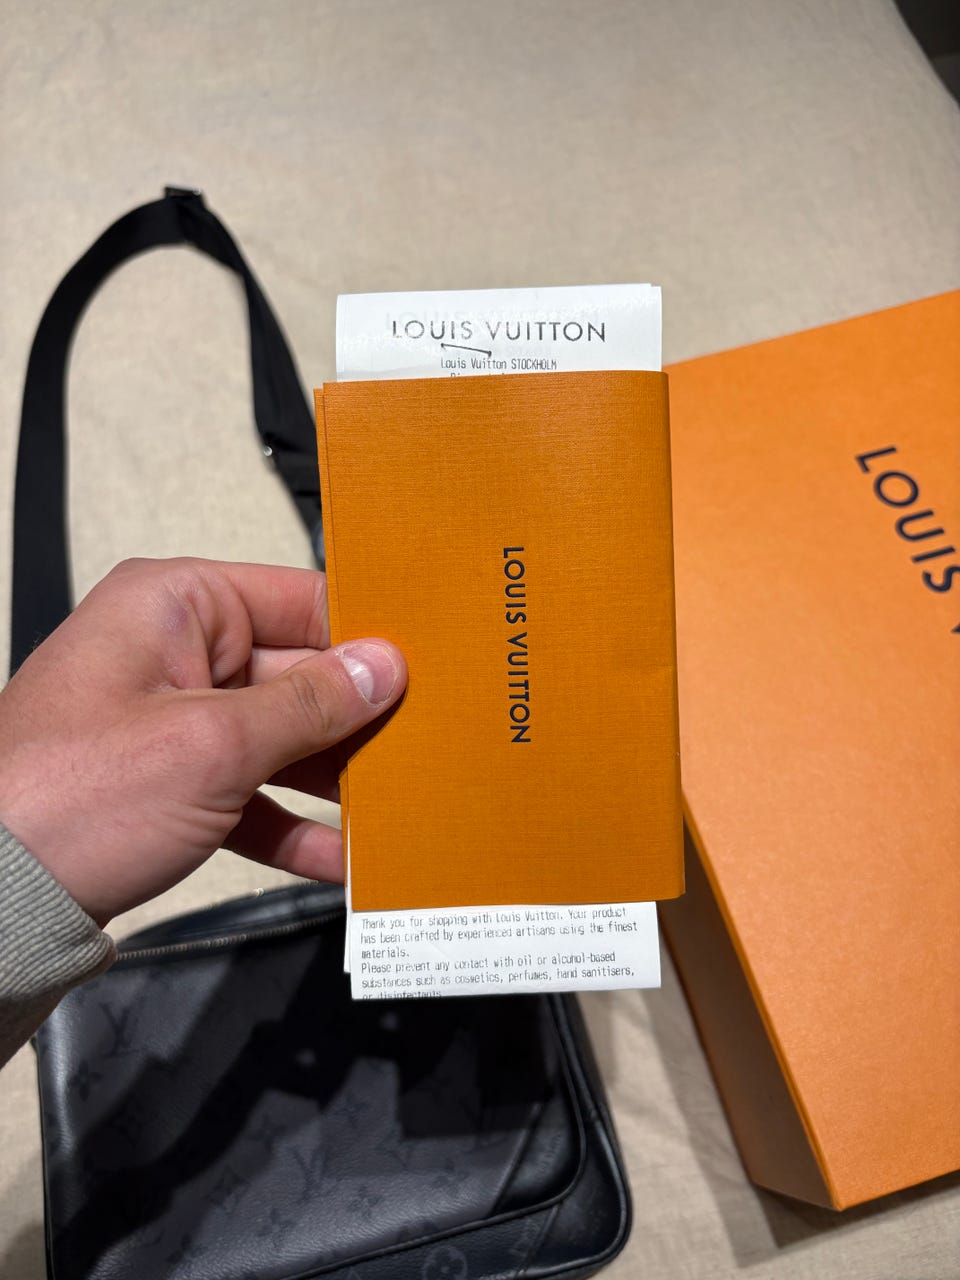 LOUIS VUITTON
Louis Vuitton STOCKHOLM
LOUIS VUITTON
LOUIS
Thank you for shopping with Louis Vuitton. Your product
has been crafted by experienced artisans using the finest
materials.
Please prevent any contact with oil or alcohol-based
substances such as cosmetics, perfumes, hand sanitisers,
or disinfectants